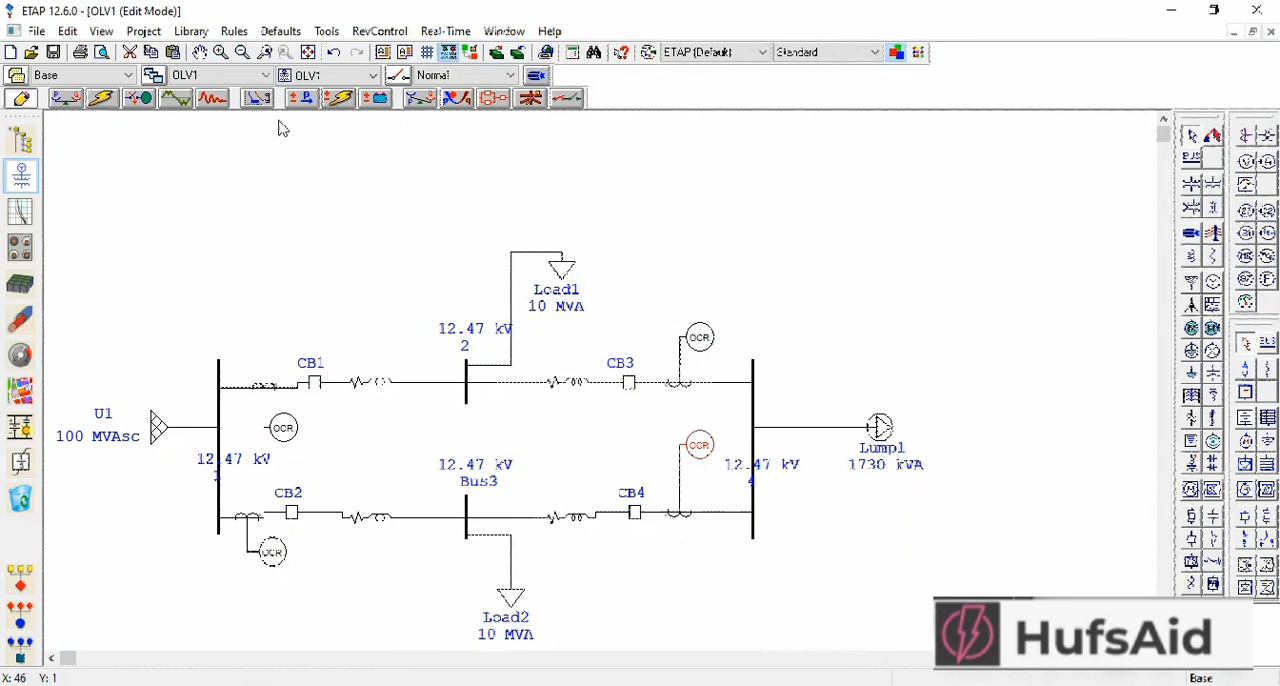 ETAP 12.6.0 - [OLV1 (Edit Mode)]
File Edit View Project Library Rules Defaults Tools RevControl Real-Time Window Help
ETAP (Default) Standard
Base OLV1 OLV1 Normal
Load1
10 MVA
12.47 kV
2
OCR
CB1
CB3
U1
100 MVAsc
OCR
OCR
Lump1
1730 kVA
12.47 kV
12.47 kV
Bus3
12.47 kV
4
CB2
CB4
OCR
Load2
10 MVA
HufsAid
X: 46 Y: 1
Base